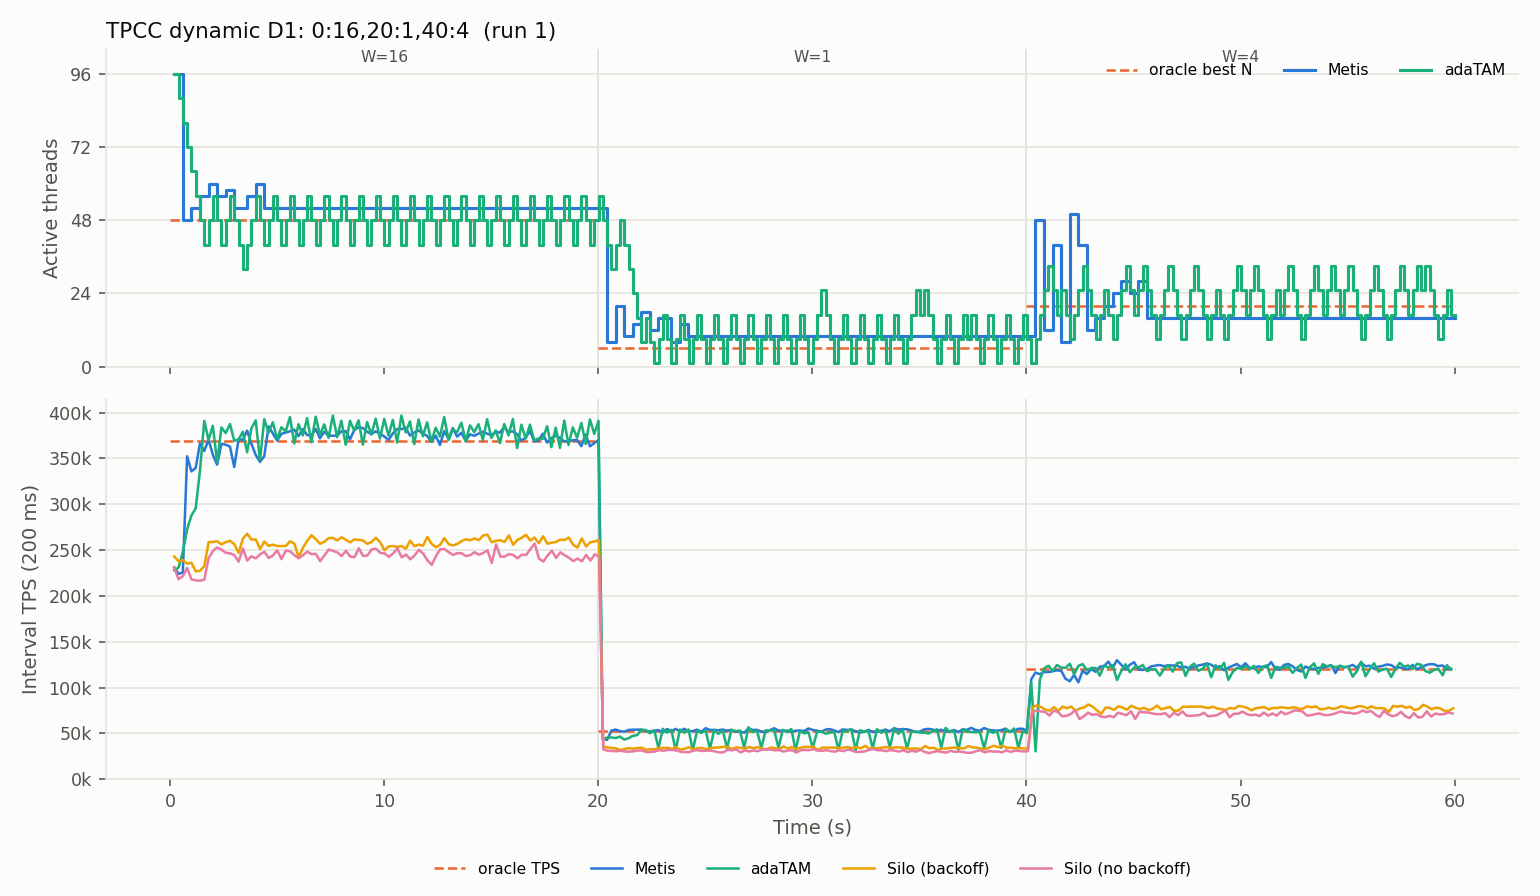 TPCC dynamic D1: 0:16,20:1,40:4 (run 1)
W=16
W=1
W=4
oracle best N
Metis
adaTAM
96
72
48
24
0
Active threads
400k
350k
300k
250k
200k
150k
100k
50k
0k
Interval TPS (200 ms)
0
10
20
30
40
50
60
Time (s)
oracle TPS
Metis
adaTAM
Silo (backoff)
Silo (no backoff)